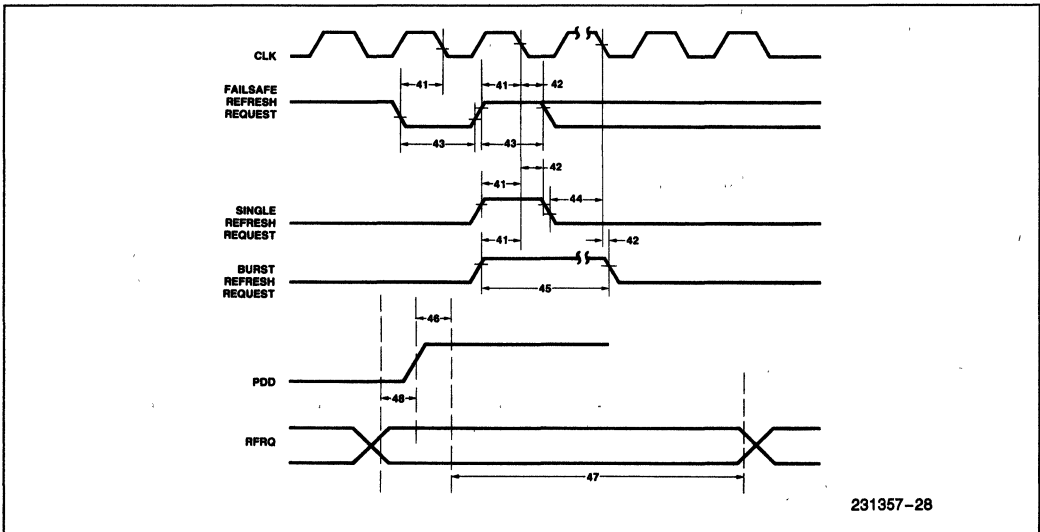 CLK
41
41
42
FAILSAFE
REFRESH
REQUEST
43
43
42
41
44
SINGLE
REFRESH
REQUEST
41
42
BURST
REFRESH
REQUEST
45
46
PDD
48
RFRQ
47
231357-28